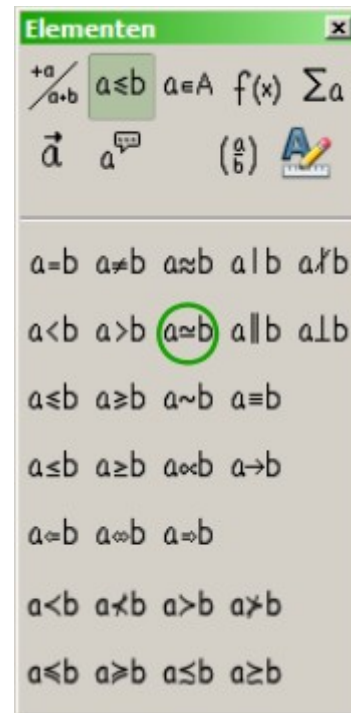 Elementen x
+a/a+b a≤b a∈A f(x) Σa
a⃗ a (a/b) A
a=b a≠b a≈b a∣b a∤b
a<b a>b a≃b a∥b a⊥b
a⩽b a⩾b a~b a≡b
a≤b a≥b a∝b a→b
a⇐b a⇔b a⇒b
a≺b a⊀b a≻b a⊁b
a≼b a≽b a≾b a≿b